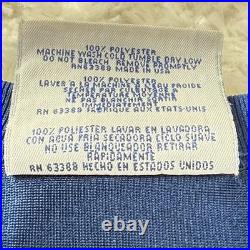 100% POLYESTER
MACHINE WASH COLD TUMBLE DRY LOW
DO NOT BLEACH REMOVE PROMPTLY
RN 63388 MADE IN USA
100% POLYESTER
LAVER A LA MACHINE A L'EAU FROIDE
SECHER PAR CULBUTAGE
TEMPERATURE MOYENNE
NE PAS BLANCHIR RETIRER
IMMEDIATEMENT
RN 63388 FABRIQUE AUX ETATS-UNIS
100% POLIESTER LAVAR EN LAVADORA
CON AGUA FRIA SECADORA CICLO SUAVE
NO USE BLANQUEADOR RETIRAR
RAPIDAMENTE
RN 63388 HECHO EN ESTADOS UNIDOS